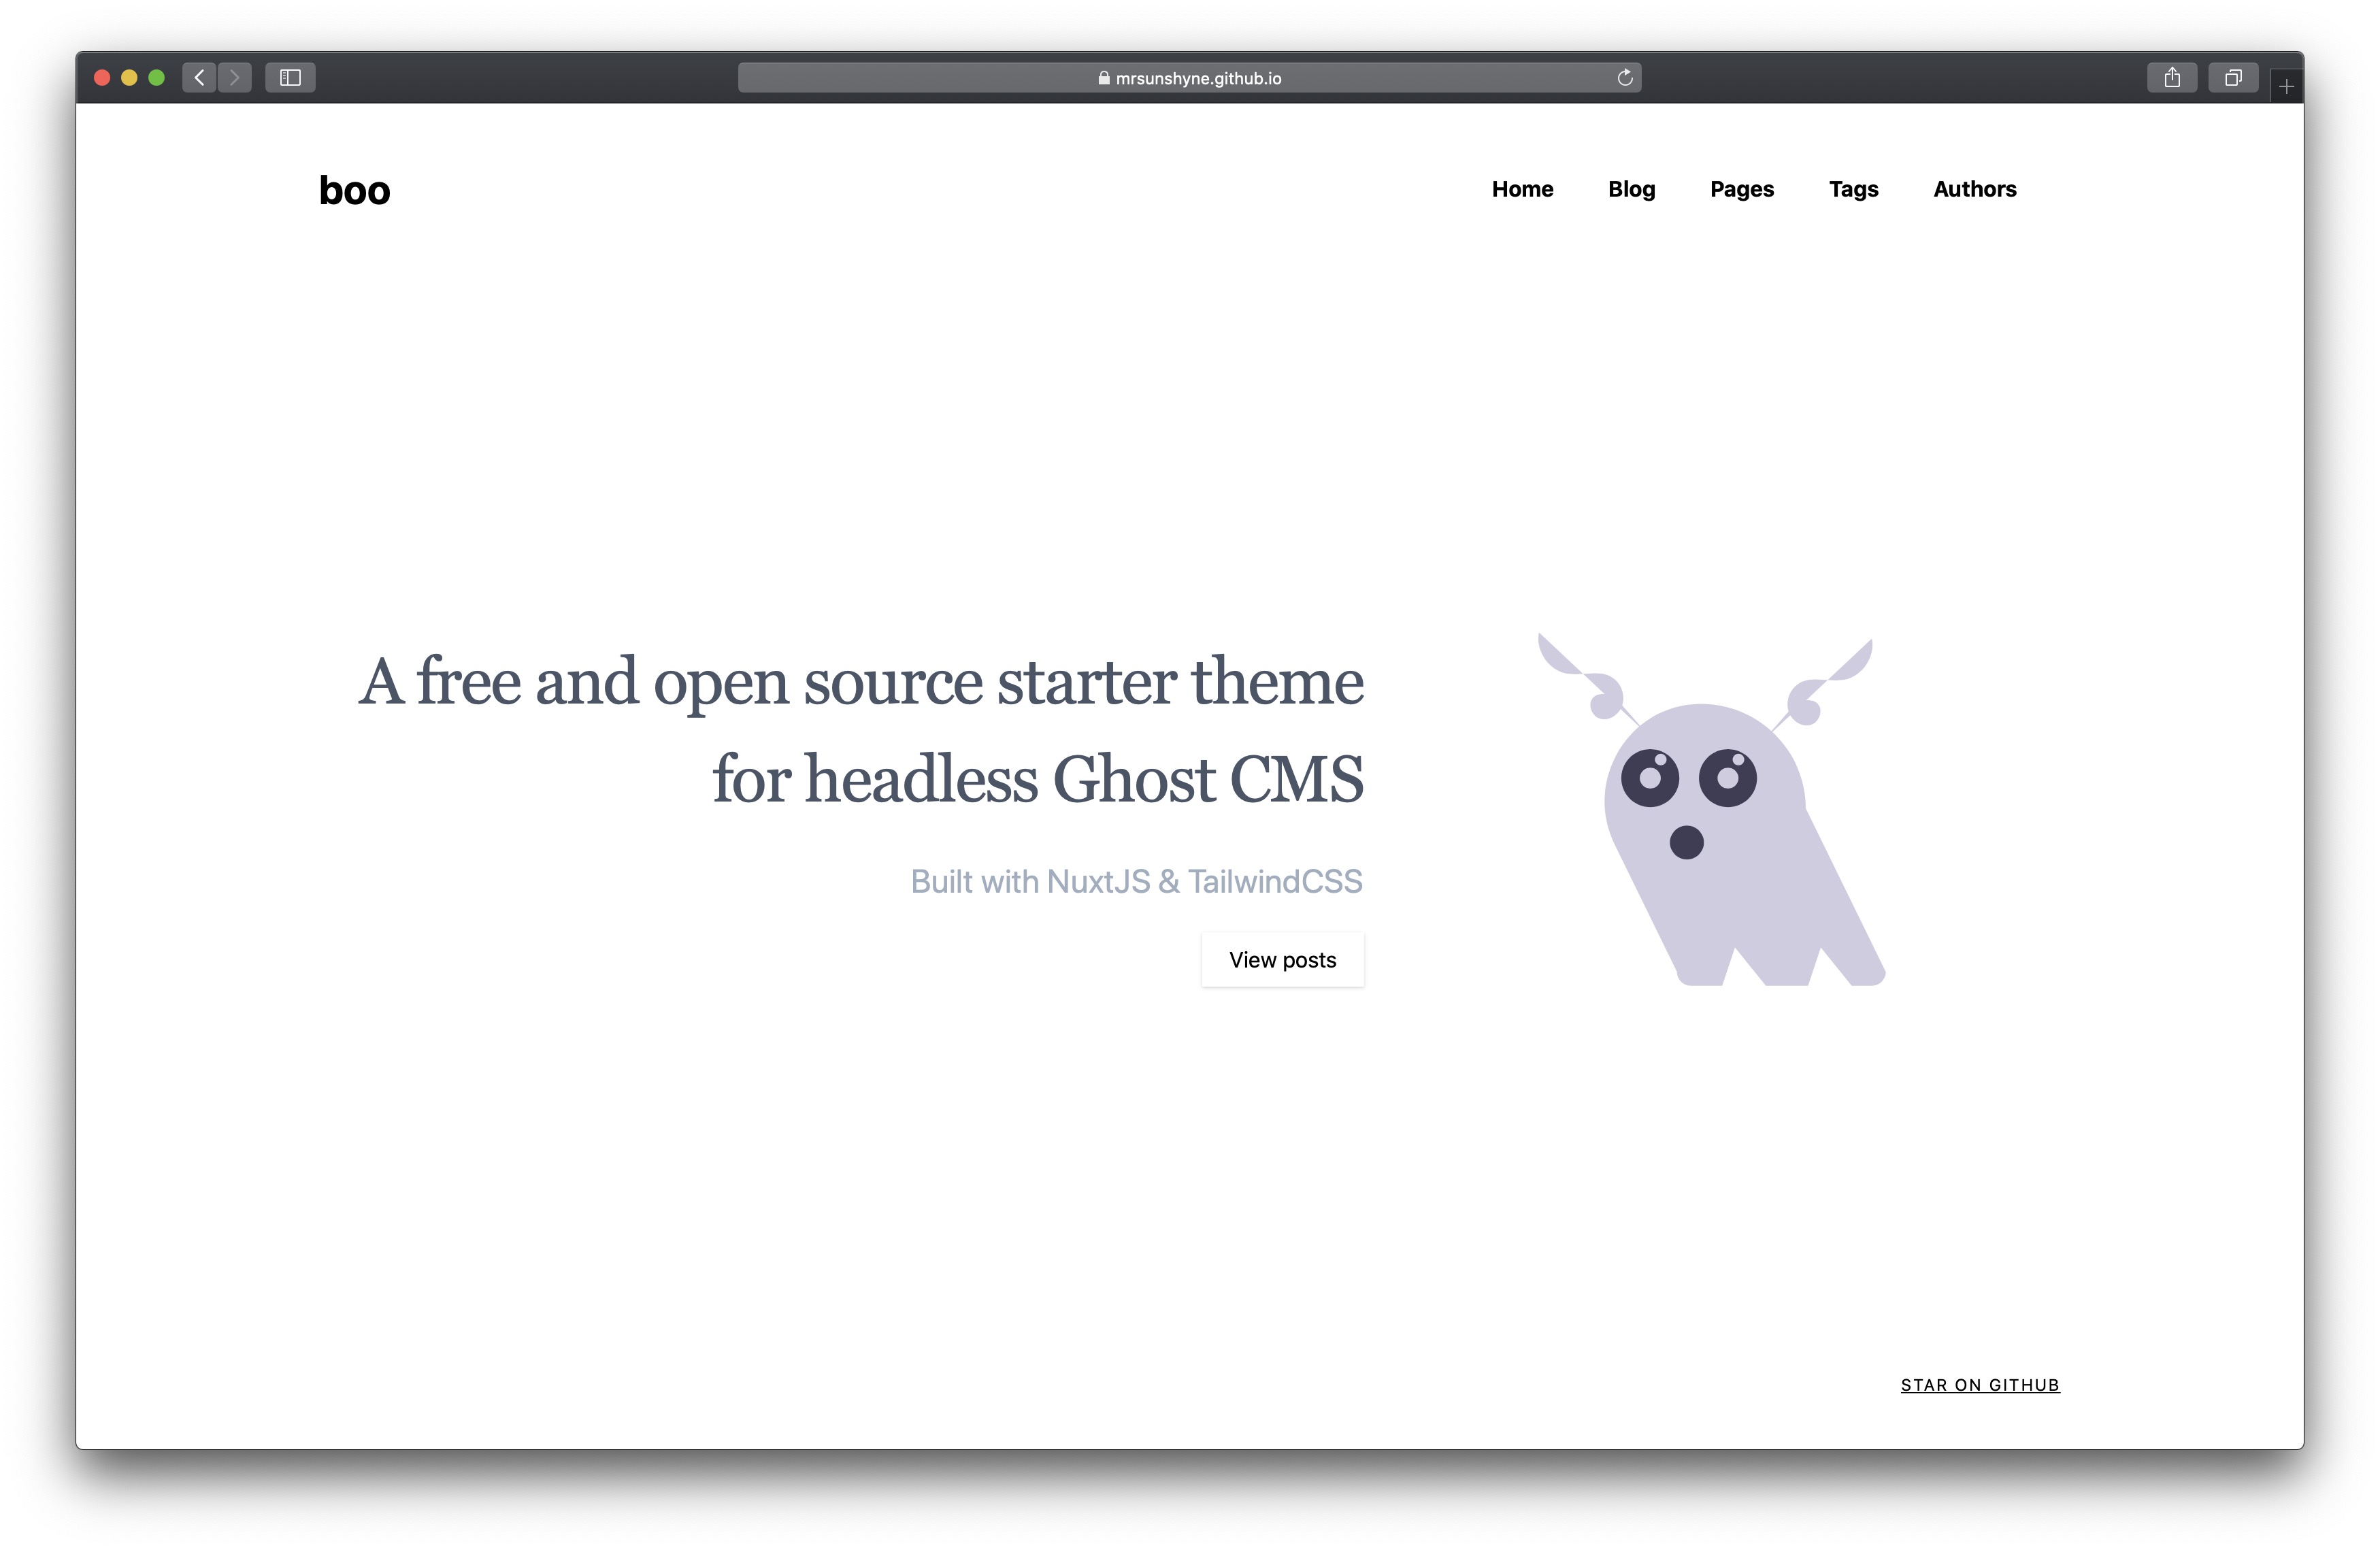 mrsunshyne.github.io
boo
Home Blog Pages Tags Authors
A free and open source starter theme
for headless Ghost CMS
Built with NuxtJS & TailwindCSS
View posts
STAR ON GITHUB